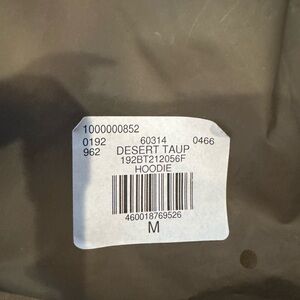 1000000852
0192 60314 0466
962 DESERT TAUP
192BT212056F
HOODIE
460018769526
M